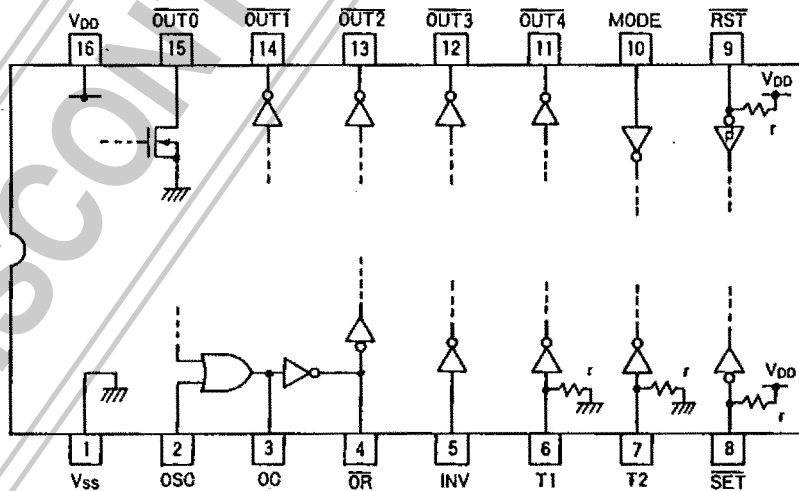 VDD OUT0 OUT1 OUT2 OUT3 OUT4 MODE RST
16 15 14 13 12 11 10 9
VDD
r
r r VDD
r
1 2 3 4 5 6 7 8
VSS OSC OC OR INV T1 T2 SET
ISCONT